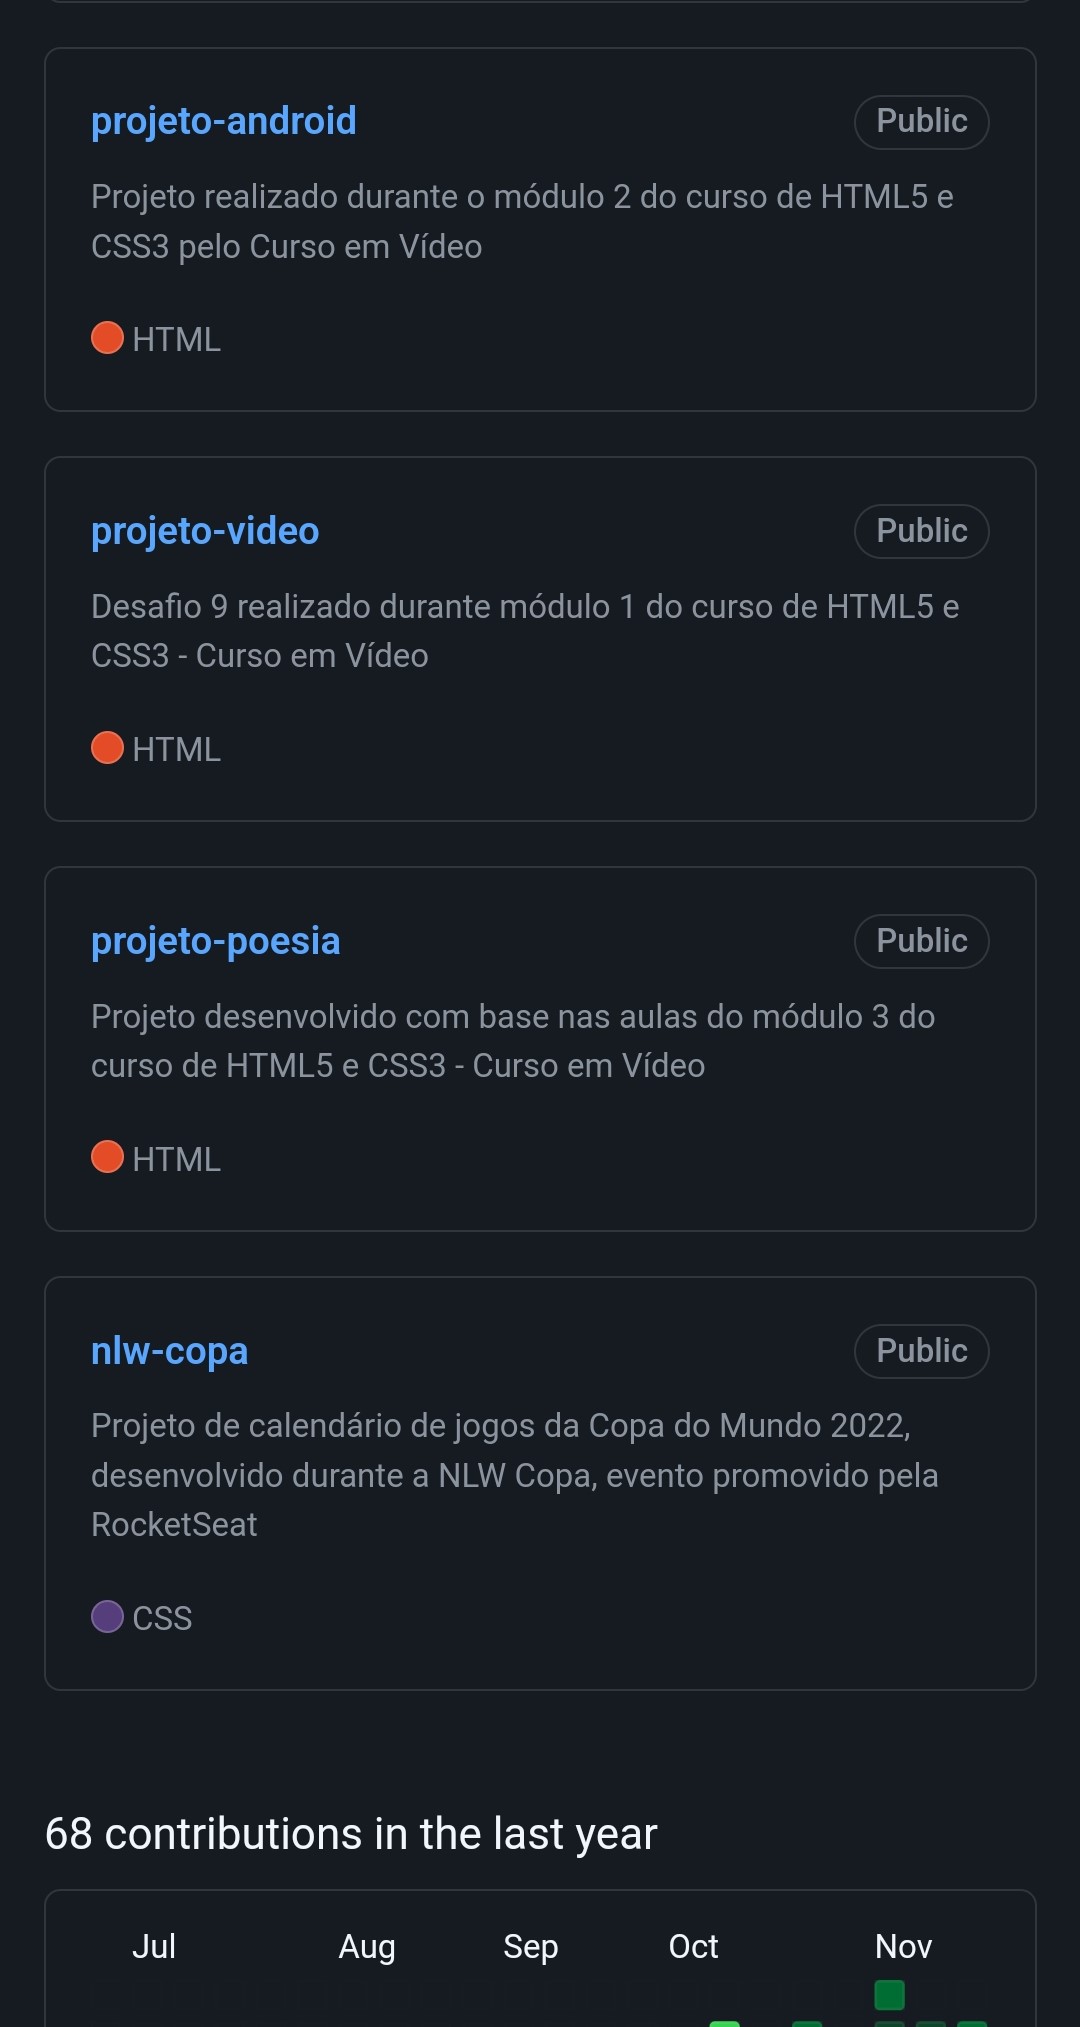 projeto-android
Public
Projeto realizado durante o módulo 2 do curso de HTML5 e
CSS3 pelo Curso em Vídeo
HTML
projeto-video
Public
Desafio 9 realizado durante módulo 1 do curso de HTML5 e
CSS3 - Curso em Vídeo
HTML
projeto-poesia
Public
Projeto desenvolvido com base nas aulas do módulo 3 do
curso de HTML5 e CSS3 - Curso em Vídeo
HTML
nlw-copa
Public
Projeto de calendário de jogos da Copa do Mundo 2022,
desenvolvido durante a NLW Copa, evento promovido pela
RocketSeat
CSS
68 contributions in the last year
Jul Aug Sep Oct Nov